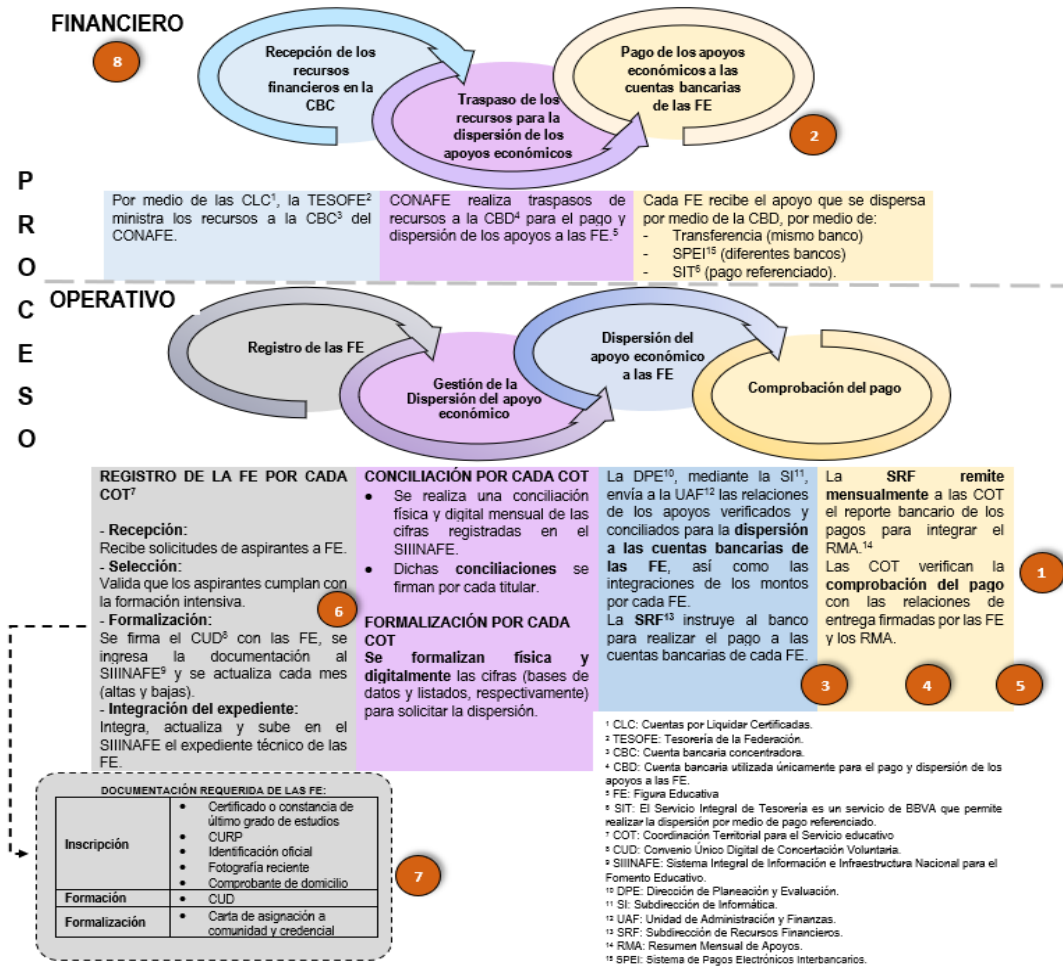 FINANCIERO
8
Recepción de los
recursos
financieros en la
CBC
Traspaso de los
recursos para la
dispersión de los
apoyos económicos
Pago de los apoyos
económicos a las
cuentas bancarias
de las FE
2
P
R
O
C
E
S
O
Por medio de las CLC¹, la TESOFE²
ministra los recursos a la CBC³ del
CONAFE.
CONAFE realiza traspasos de
recursos a la CBD⁴ para el pago y
dispersión de los apoyos a las FE.⁵
Cada FE recibe el apoyo que se dispersa
por medio de la CBD, por medio de:
- Transferencia (mismo banco)
- SPEI¹⁵ (diferentes bancos)
- SIT⁶ (pago referenciado).
OPERATIVO
Registro de las FE
Gestión de la
Dispersión del apoyo
económico
Dispersión del
apoyo económico
a las FE
Comprobación del pago
REGISTRO DE LA FE POR CADA
COT⁷
- Recepción:
Recibe solicitudes de aspirantes a FE.
- Selección:
Valida que los aspirantes cumplan con
la formación intensiva.
- Formalización:
Se firma el CUD⁸ con las FE, se
ingresa la documentación al
SIIINAFE⁹ y se actualiza cada mes
(altas y bajas).
- Integración del expediente:
Integra, actualiza y sube en el
SIIINAFE el expediente técnico de las
FE.
6
CONCILIACIÓN POR CADA COT
● Se realiza una conciliación
física y digital mensual de las
cifras registradas en el
SIIINAFE.
● Dichas conciliaciones se
firman por cada titular.
FORMALIZACIÓN POR CADA
COT
Se formalizan física y
digitalmente las cifras (bases de
datos y listados, respectivamente)
para solicitar la dispersión.
La DPE¹⁰, mediante la SI¹¹,
envía a la UAF¹² las relaciones
de los apoyos verificados y
conciliados para la dispersión
a las cuentas bancarias de
las FE, así como las
integraciones de los montos
por cada FE.
La SRF¹³ instruye al banco
para realizar el pago a las
cuentas bancarias de cada FE.
3
La SRF remite
mensualmente a las COT
el reporte bancario de los
pagos para integrar el
RMA.¹⁴
Las COT verifican la
comprobación del pago
con las relaciones de
entrega firmadas por las FE
y los RMA.
1
4
5
DOCUMENTACIÓN REQUERIDA DE LAS FE:
Inscripción
● Certificado o constancia de
último grado de estudios
● CURP
● Identificación oficial
● Fotografía reciente
● Comprobante de domicilio
Formación
● CUD
Formalización
● Carta de asignación a
comunidad y credencial
7
¹ CLC: Cuentas por Liquidar Certificadas.
² TESOFE: Tesorería de la Federación.
³ CBC: Cuenta bancaria concentradora.
⁴ CBD: Cuenta bancaria utilizada únicamente para el pago y dispersión de los
apoyos a las FE.
⁵ FE: Figura Educativa
⁶ SIT: El Servicio Integral de Tesorería es un servicio de BBVA que permite
realizar la dispersión por medio de pago referenciado.
⁷ COT: Coordinación Territorial para el Servicio educativo
⁸ CUD: Convenio Único Digital de Concertación Voluntaria.
⁹ SIIINAFE: Sistema Integral de Información e Infraestructura Nacional para el
Fomento Educativo.
¹⁰ DPE: Dirección de Planeación y Evaluación.
¹¹ SI: Subdirección de Informática.
¹² UAF: Unidad de Administración y Finanzas.
¹³ SRF: Subdirección de Recursos Financieros.
¹⁴ RMA: Resumen Mensual de Apoyos.
¹⁵ SPEI: Sistema de Pagos Electrónicos Interbancarios.